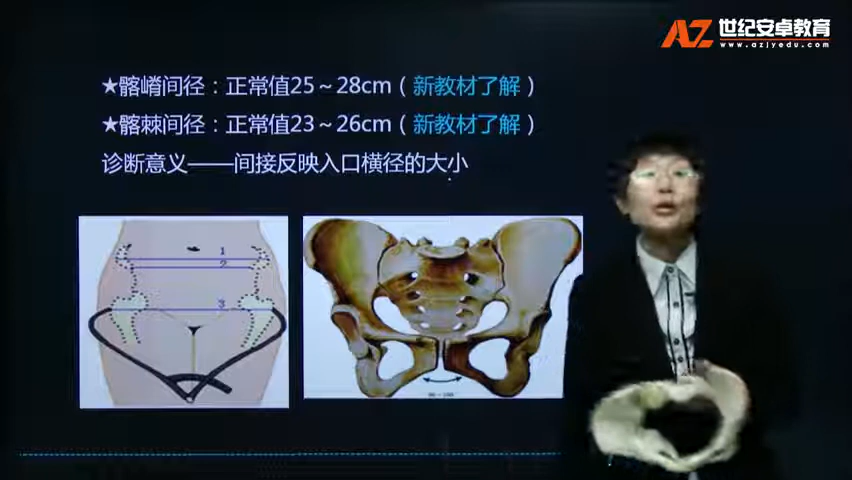 AZ 世纪安卓教育
www.azjyedu.com
★髂嵴间径：正常值25～28cm（新教材了解）
★髂棘间径：正常值23～26cm（新教材了解）
诊断意义——间接反映入口横径的大小
1
2
3